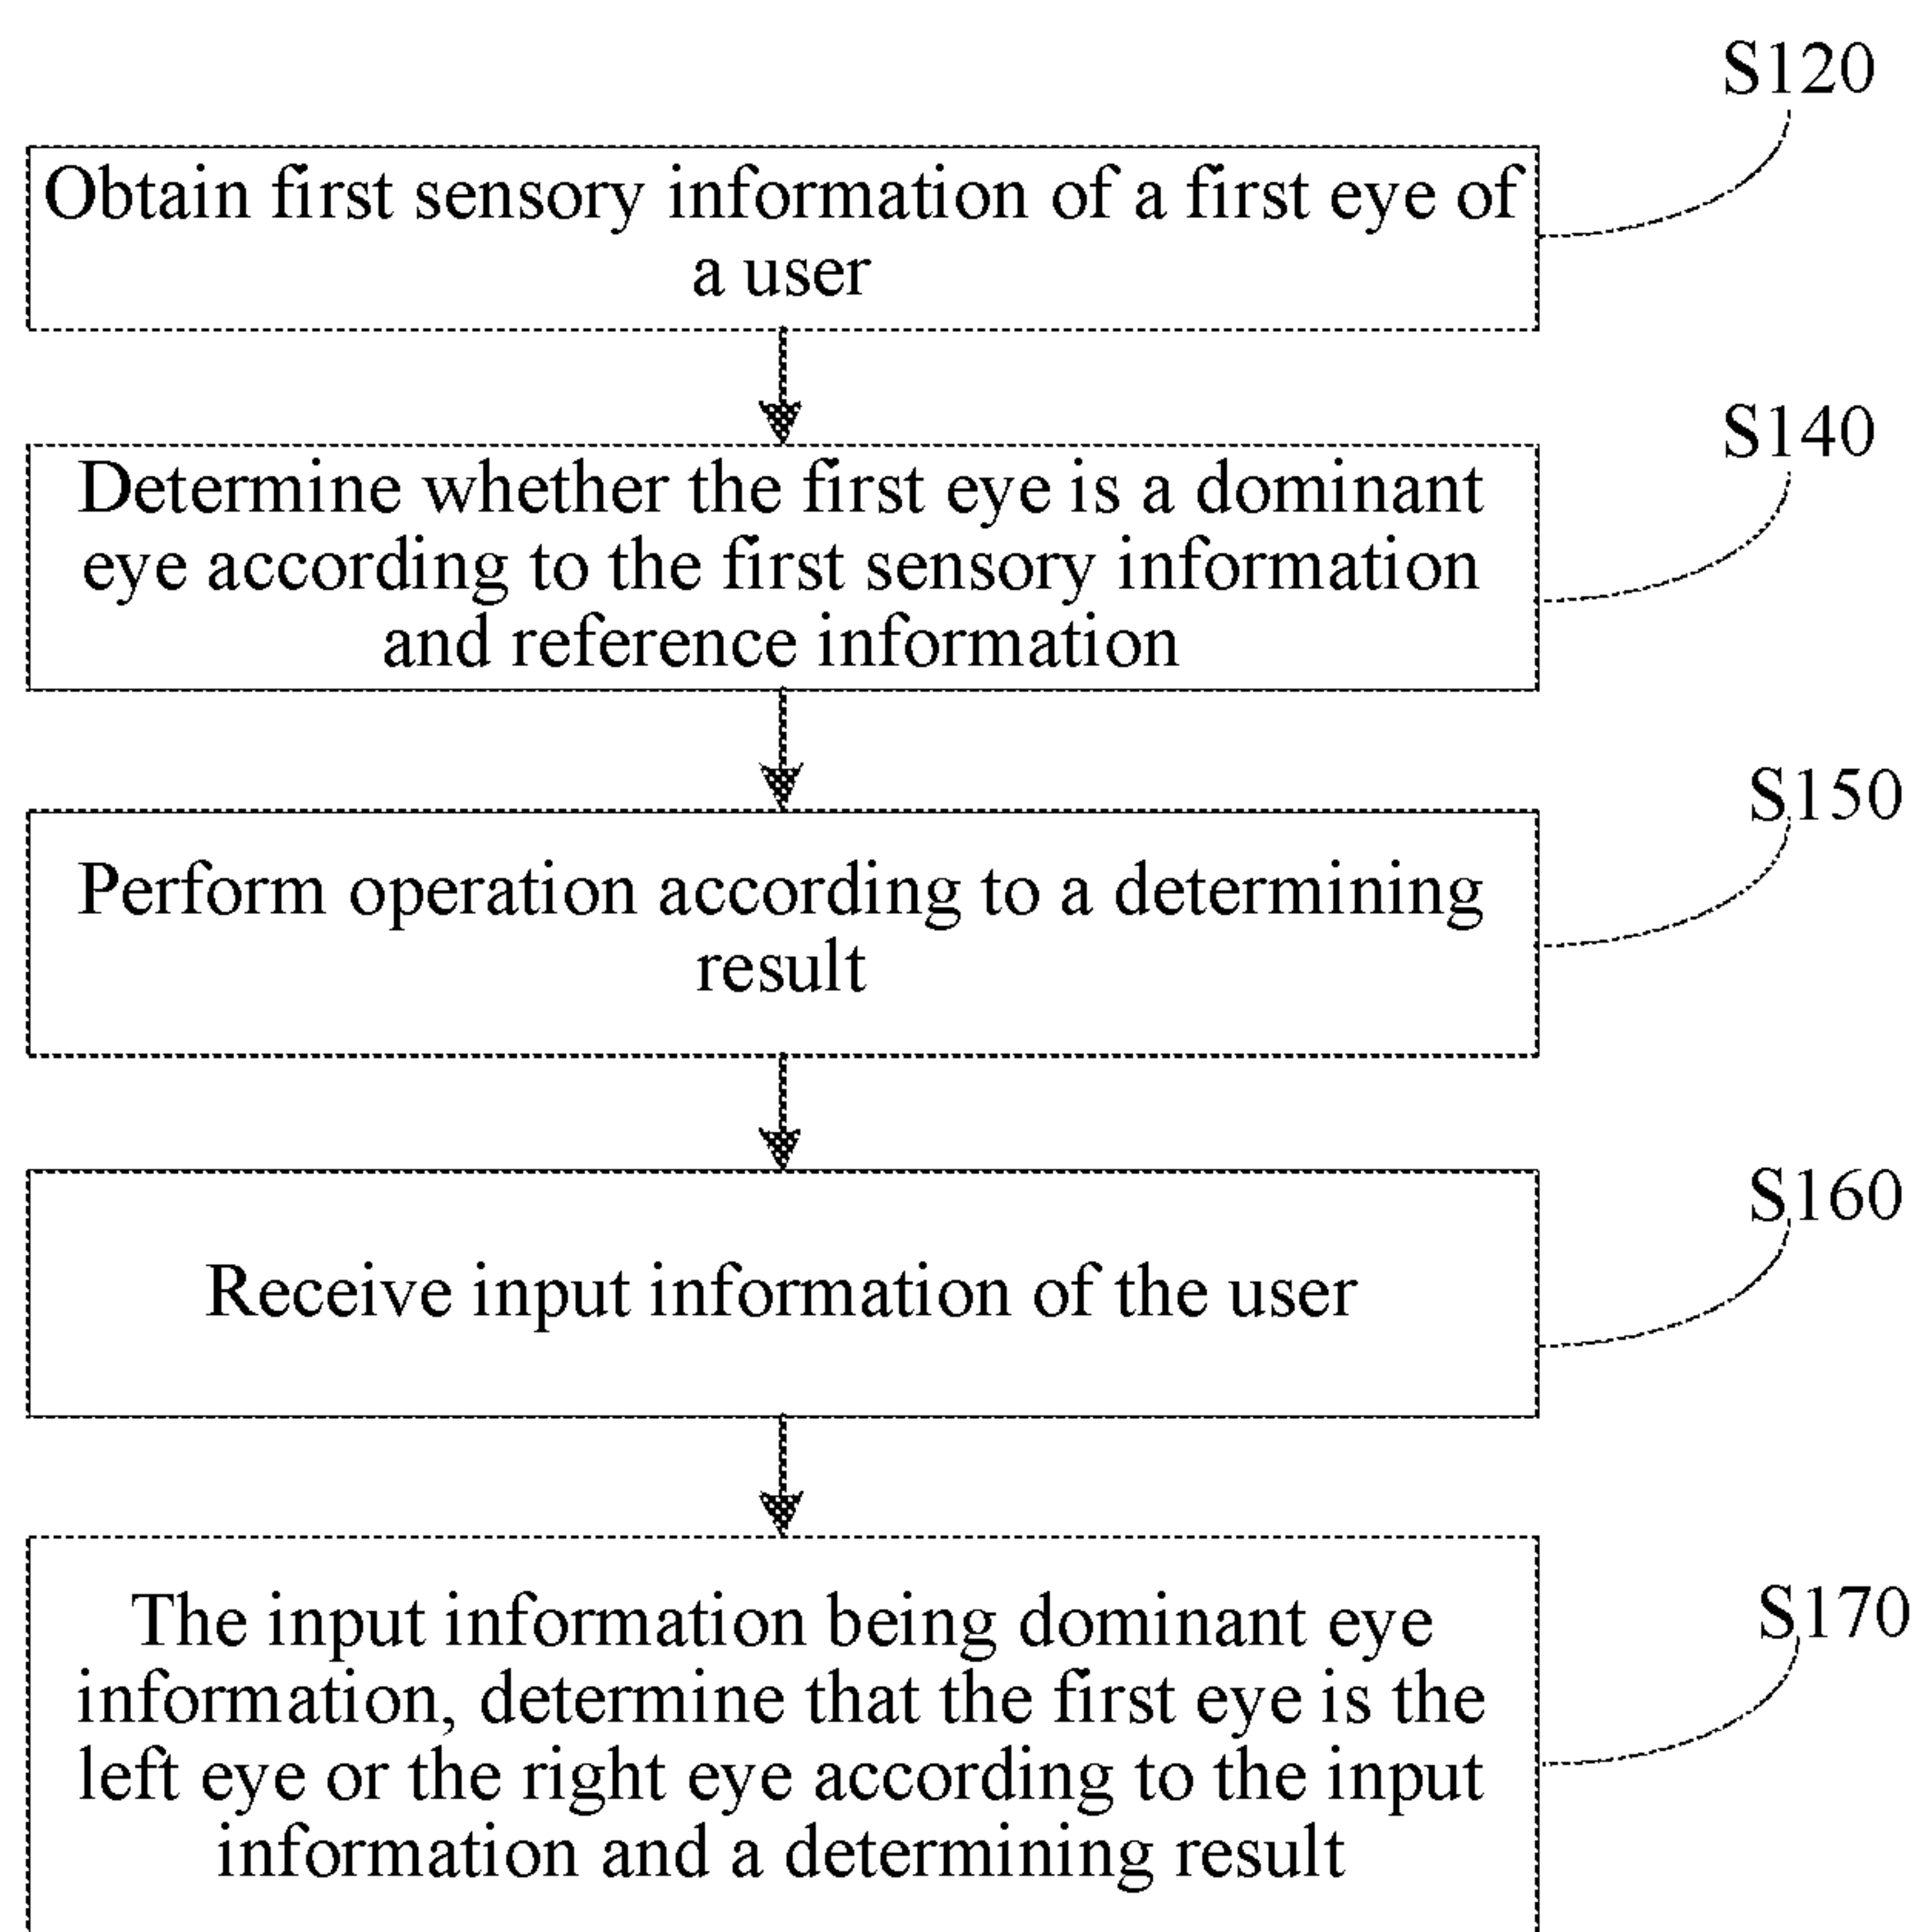 S120
Obtain first sensory information of a first eye of
a user
S140
Determine whether the first eye is a dominant
eye according to the first sensory information
and reference information
S150
Perform operation according to a determining
result
S160
Receive input information of the user
S170
The input information being dominant eye
information, determine that the first eye is the
left eye or the right eye according to the input
information and a determining result